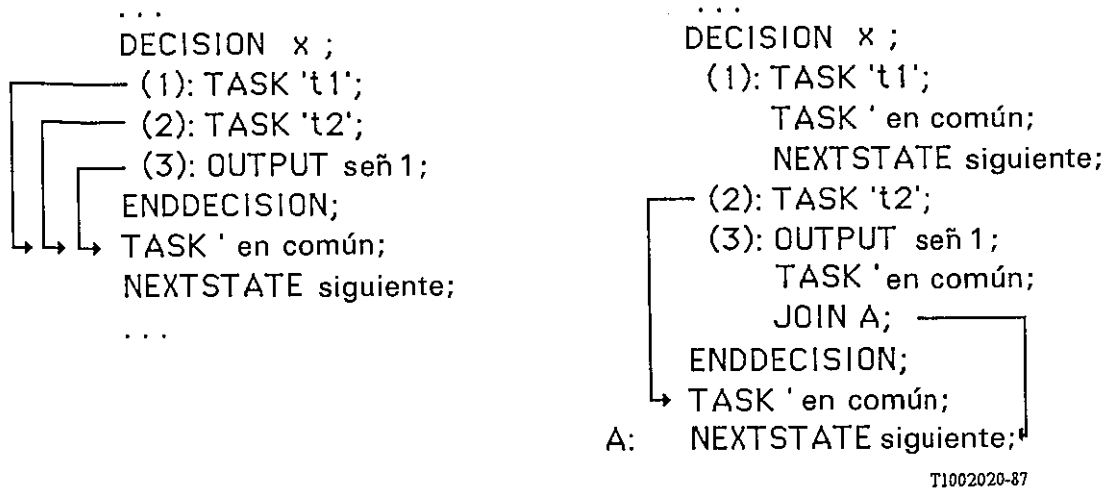 ...
DECISION x ;
(1): TASK 't1';
(2): TASK 't2';
(3): OUTPUT señ 1;
ENDDECISION;
TASK ' en común;
NEXTSTATE siguiente;
...
...
DECISION x ;
(1): TASK 't1';
TASK ' en común;
NEXTSTATE siguiente;
(2): TASK 't2';
(3): OUTPUT señ 1;
TASK ' en común;
JOIN A;
ENDDECISION;
TASK ' en común;
A: NEXTSTATE siguiente;
T1002020-87